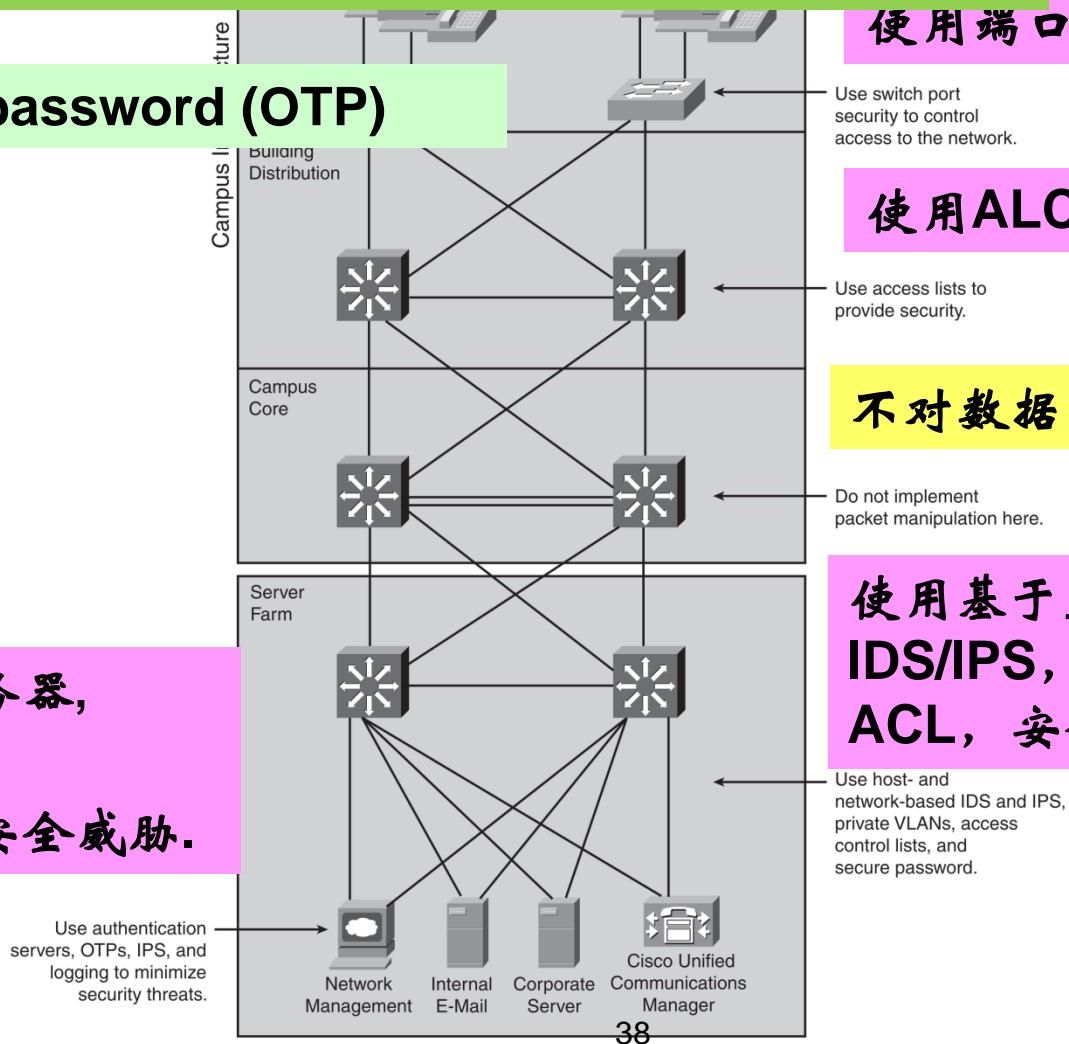 使用端口
password (OTP)
Use switch port
security to control
access to the network.
Building
Distribution
Campus
使用ALC
Use access lists to
provide security.
Campus
Core
不对数据
Do not implement
packet manipulation here.
Server
Farm
使用基于
IDS/IPS,
ACL, 安
务器,
安全威胁.
Use host- and
network-based IDS and IPS,
private VLANs, access
control lists, and
secure password.
Use authentication
servers, OTPs, IPS, and
logging to minimize
security threats.
Network
Management
Internal
E-Mail
Corporate
Server
Cisco Unified
Communications
Manager
38